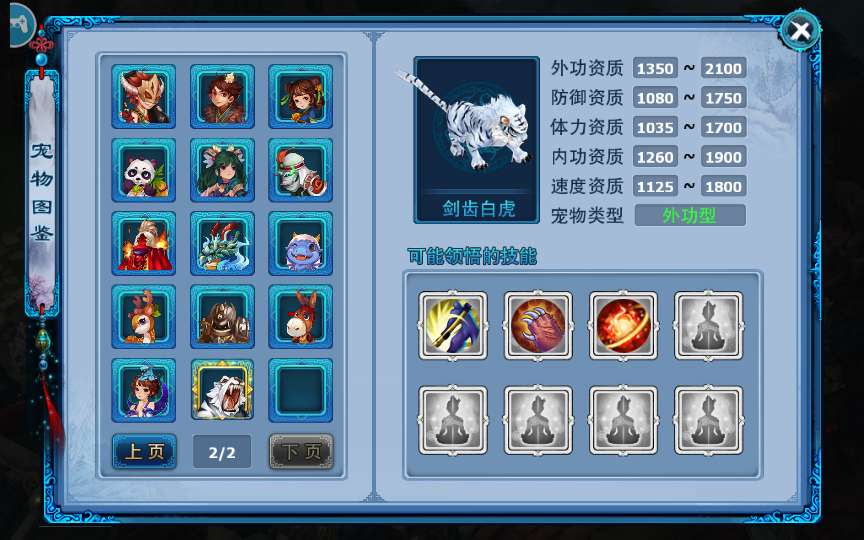 宠物图鉴
上页
2/2
下页
剑齿白虎
外功资质 1350 ~ 2100
防御资质 1080 ~ 1750
体力资质 1035 ~ 1700
内功资质 1260 ~ 1900
速度资质 1125 ~ 1800
宠物类型 外功型
可能领悟的技能